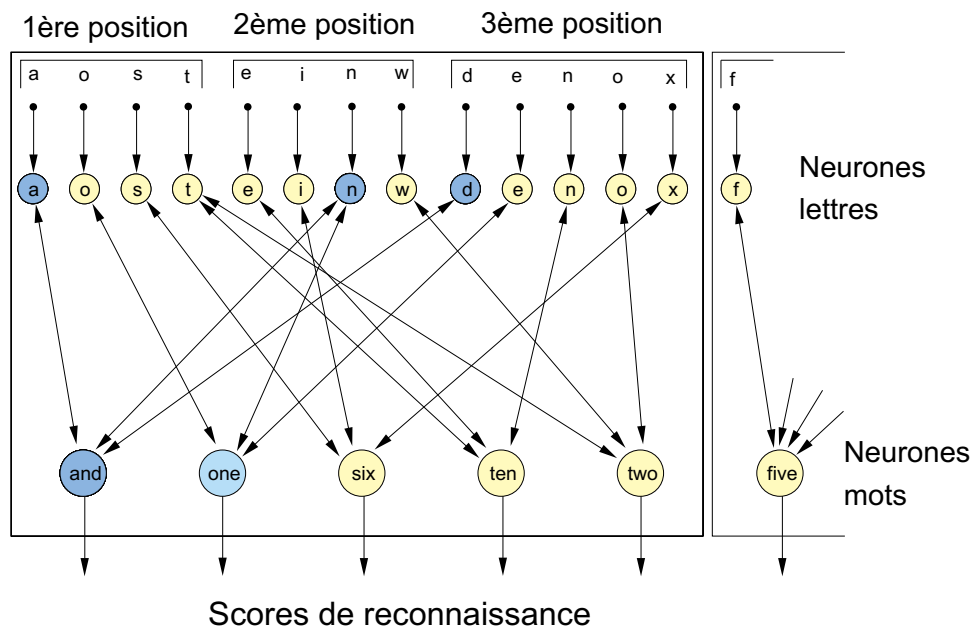 1ère position 2ème position 3ème position
a o s t e i n w d e n o x f
a o s t e i n w d e n o x f
Neurones
lettres
and one six ten two five
Neurones
mots
Scores de reconnaissance